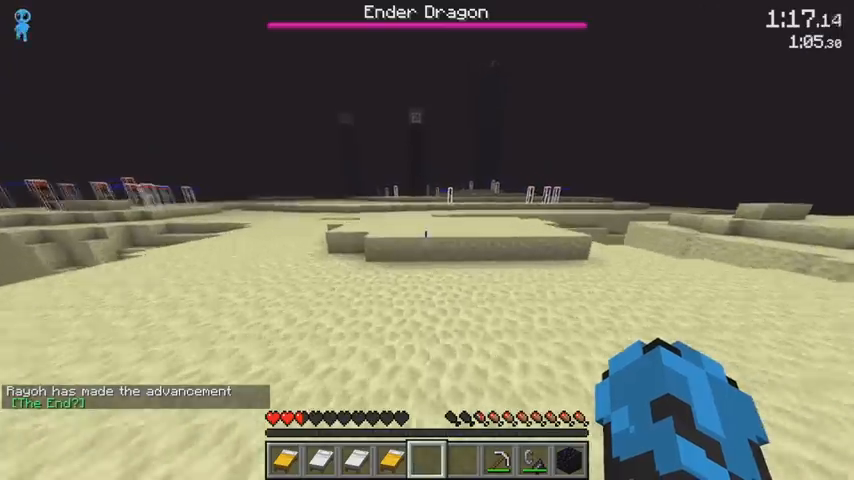 Ender Dragon
1:17.14
1:05.30
Rayoh has made the advancement
[The End?]